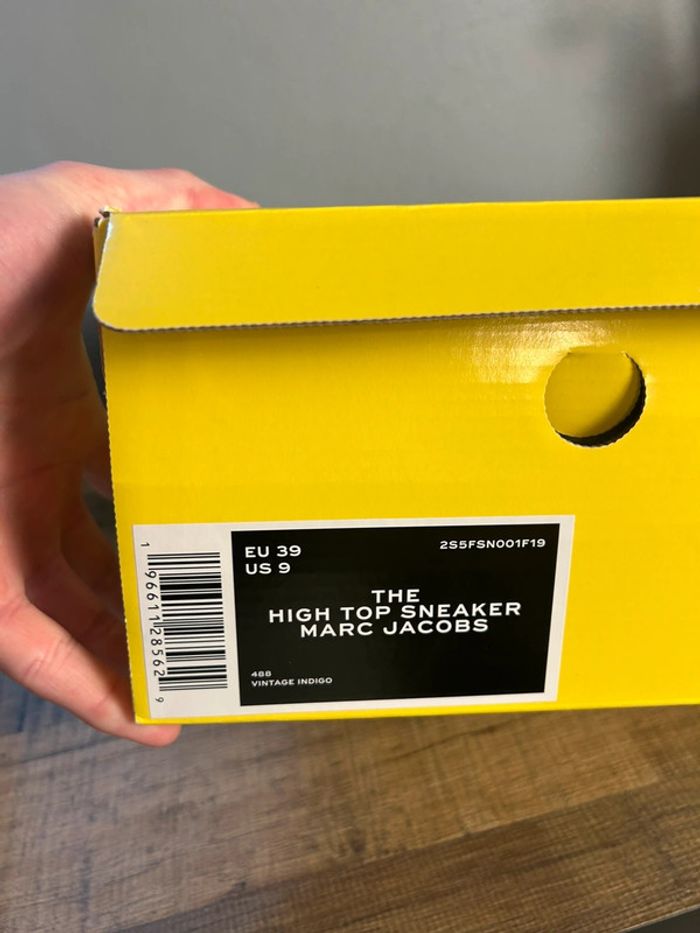 EU 39
US 9
2S5FSN001F19
THE
HIGH TOP SNEAKER
MARC JACOBS
488
VINTAGE INDIGO
1 96611 28562 9